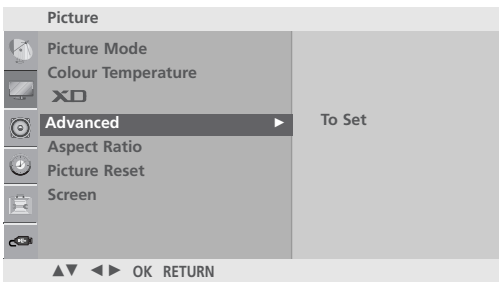 Picture
Picture Mode
Colour Temperature
XD
Advanced ► To Set
Aspect Ratio
Picture Reset
Screen
▲▼ ◄► OK RETURN